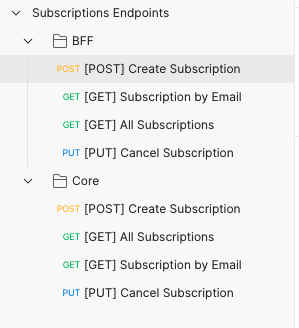 Subscriptions Endpoints
BFF
POST [POST] Create Subscription
GET [GET] Subscription by Email
GET [GET] All Subscriptions
PUT [PUT] Cancel Subscription
Core
POST [POST] Create Subscription
GET [GET] All Subscriptions
GET [GET] Subscription by Email
PUT [PUT] Cancel Subscription